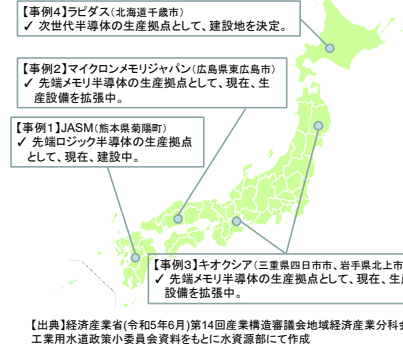 【事例4】ラピダス(北海道千歳市)
✓ 次世代半導体の生産拠点として、建設地を決定。
【事例2】マイクロンメモリジャパン(広島県東広島市)
✓ 先端メモリ半導体の生産拠点として、現在、生
産設備を拡張中。
【事例1】JASM(熊本県菊陽町)
✓ 先端ロジック半導体の生産拠点
として、現在、建設中。
【事例3】キオクシア(三重県四日市市、岩手県北上市
✓ 先端メモリ半導体の生産拠点として、現在、生
設備を拡張中。
【出典】経済産業省(令和5年6月)第14回産業構造審議会地域経済産業分科会
工業用水道政策小委員会資料をもとに水資源部にて作成